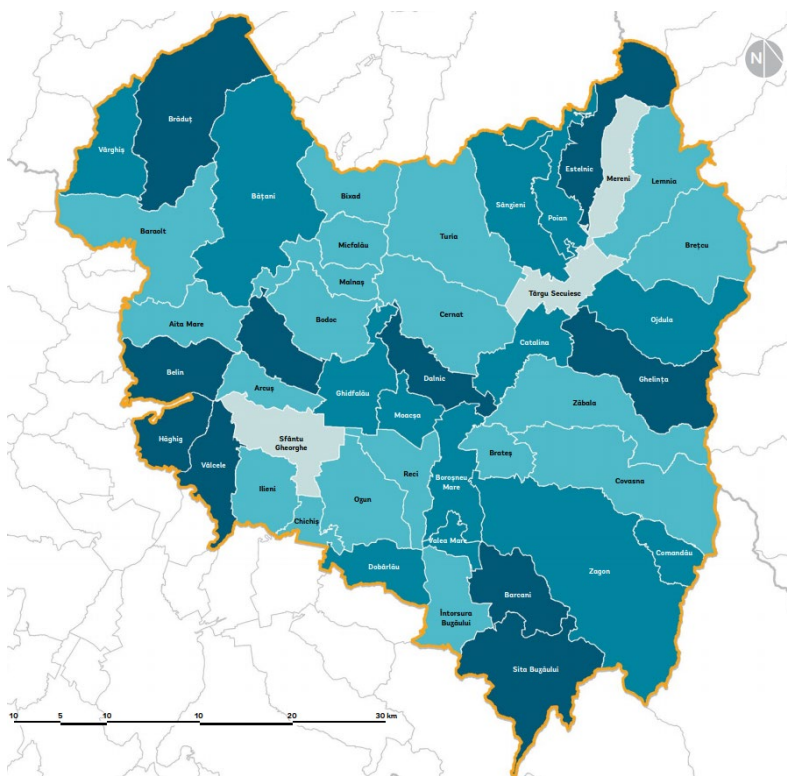 N
Brăduț
Vârghiș
Estelnic
Mereni
Lemnia
Bățani
Bixad
Sânzieni
Poian
Baraolt
Micfalău
Turia
Brețcu
Malnaș
Târgu Secuiesc
Aita Mare
Bodoc
Cernat
Ojdula
Catalina
Belin
Dalnic
Ghelința
Arcuș
Ghidfalău
Zăbala
Moacșa
Hăghig
Sfântu
Gheorghe
Vâlcele
Brateș
Reci
Boroșneu
Mare
Covasna
Ilieni
Ozun
Chichiș
Valea Mare
Comandău
Dobârlău
Zagon
Barcani
Întorsura
Buzăului
Sita Buzăului
10 5 10 10 20 30 km